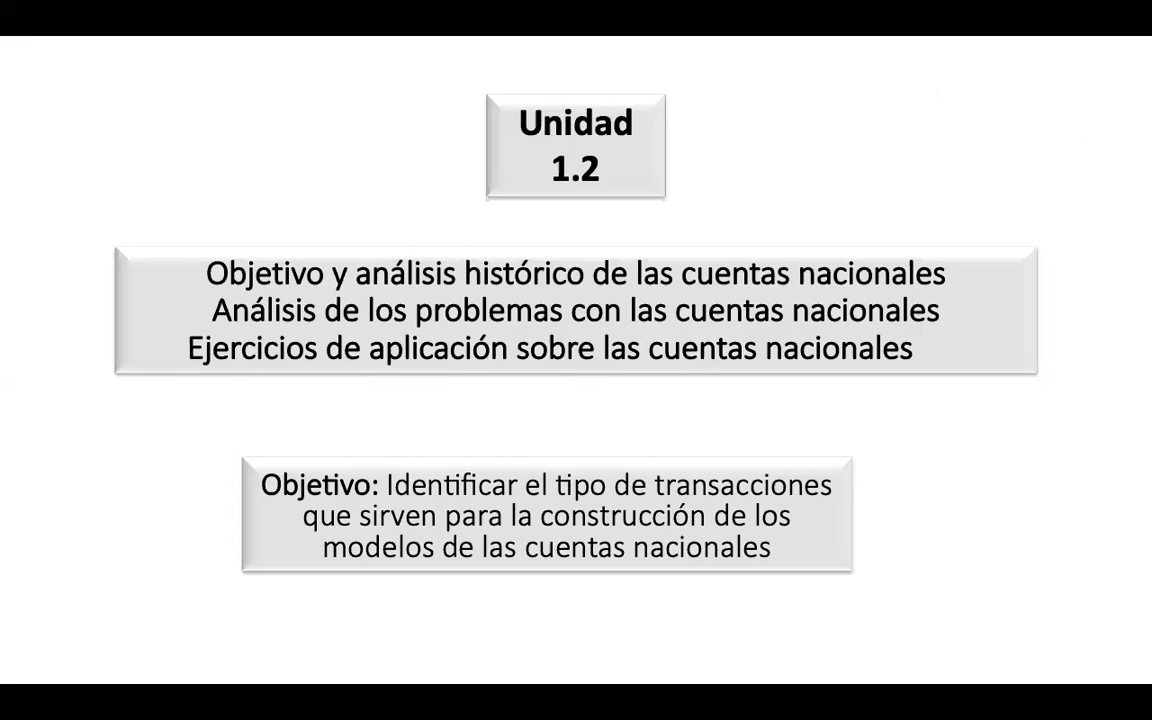 Unidad
1.2
Objetivo y análisis histórico de las cuentas nacionales
Análisis de los problemas con las cuentas nacionales
Ejercicios de aplicación sobre las cuentas nacionales
Objetivo: Identificar el tipo de transacciones
que sirven para la construcción de los
modelos de las cuentas nacionales